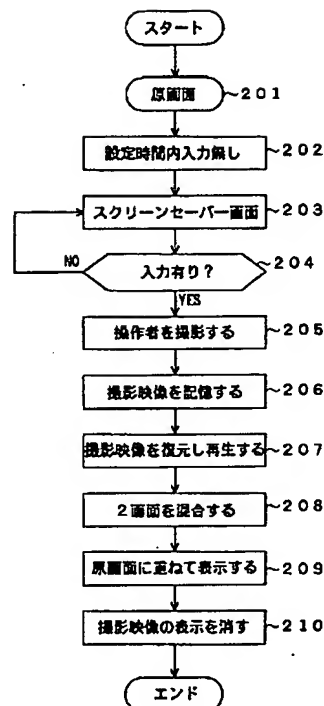 スタート
原画面 ~201
設定時間内入力無し ~202
スクリーンセーバー画面 ~203
入力有り? 204
NO
YES
操作者を撮影する ~205
撮影映像を記憶する ~206
撮影映像を復元し再生する ~207
2画面を混合する ~208
原画面に重ねて表示する ~209
撮影映像の表示を消す ~210
エンド